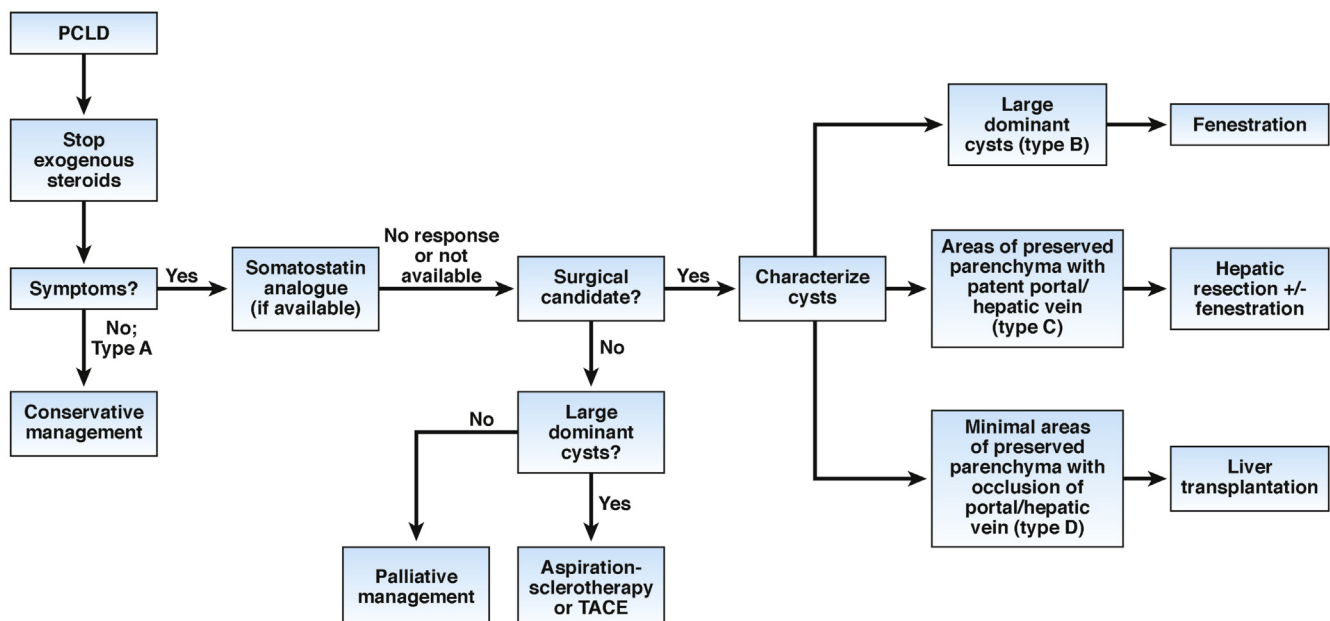 PCLD
Stop
exogenous
steroids
Symptoms?
Yes
No;
Type A
Conservative
management
Somatostatin
analogue
(if available)
No response
or not
available
Surgical
candidate?
Yes
No
Large
dominant
cysts?
No
Yes
Palliative
management
Aspiration-
sclerotherapy
or TACE
Characterize
cysts
Large
dominant
cysts (type B)
Fenestration
Areas of preserved
parenchyma with
patent portal/
hepatic vein
(type C)
Hepatic
resection +/-
fenestration
Minimal areas
of preserved
parenchyma with
occlusion of
portal/hepatic
vein (type D)
Liver
transplantation